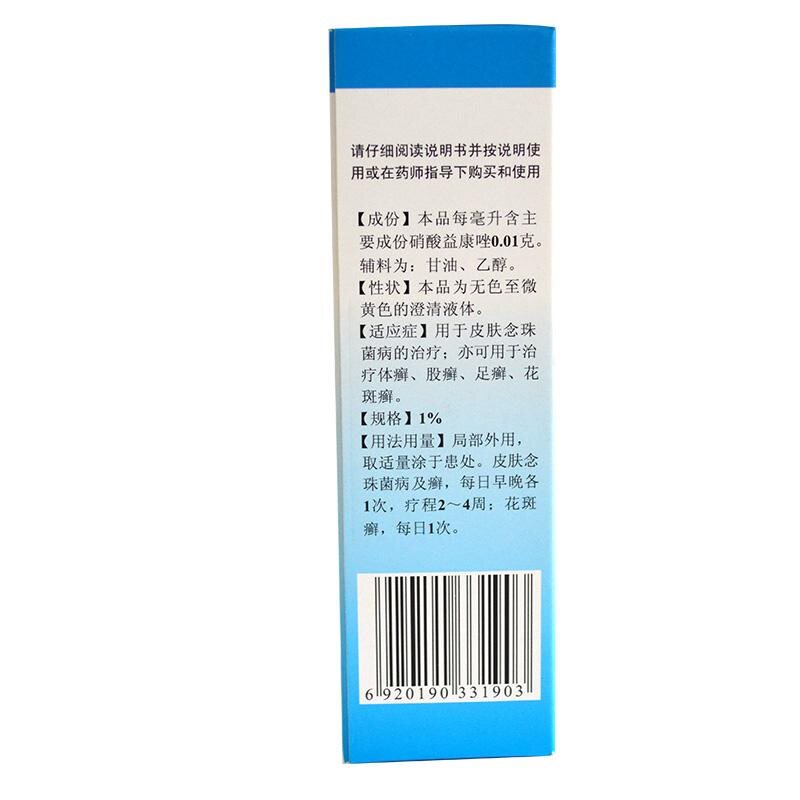 请仔细阅读说明书并按说明使
用或在药师指导下购买和使用
【成份】本品每毫升含主
要成份硝酸益康唑0.01克。
辅料为：甘油、乙醇。
【性状】本品为无色至微
黄色的澄清液体。
【适应症】用于皮肤念珠
菌病的治疗；亦可用于治
疗体癣、股癣、足癣、花
斑癣。
【规格】1%
【用法用量】局部外用，
取适量涂于患处。皮肤念
珠菌病及癣，每日早晚各
1次，疗程2～4周；花斑
癣，每日1次。
6 920190 331903